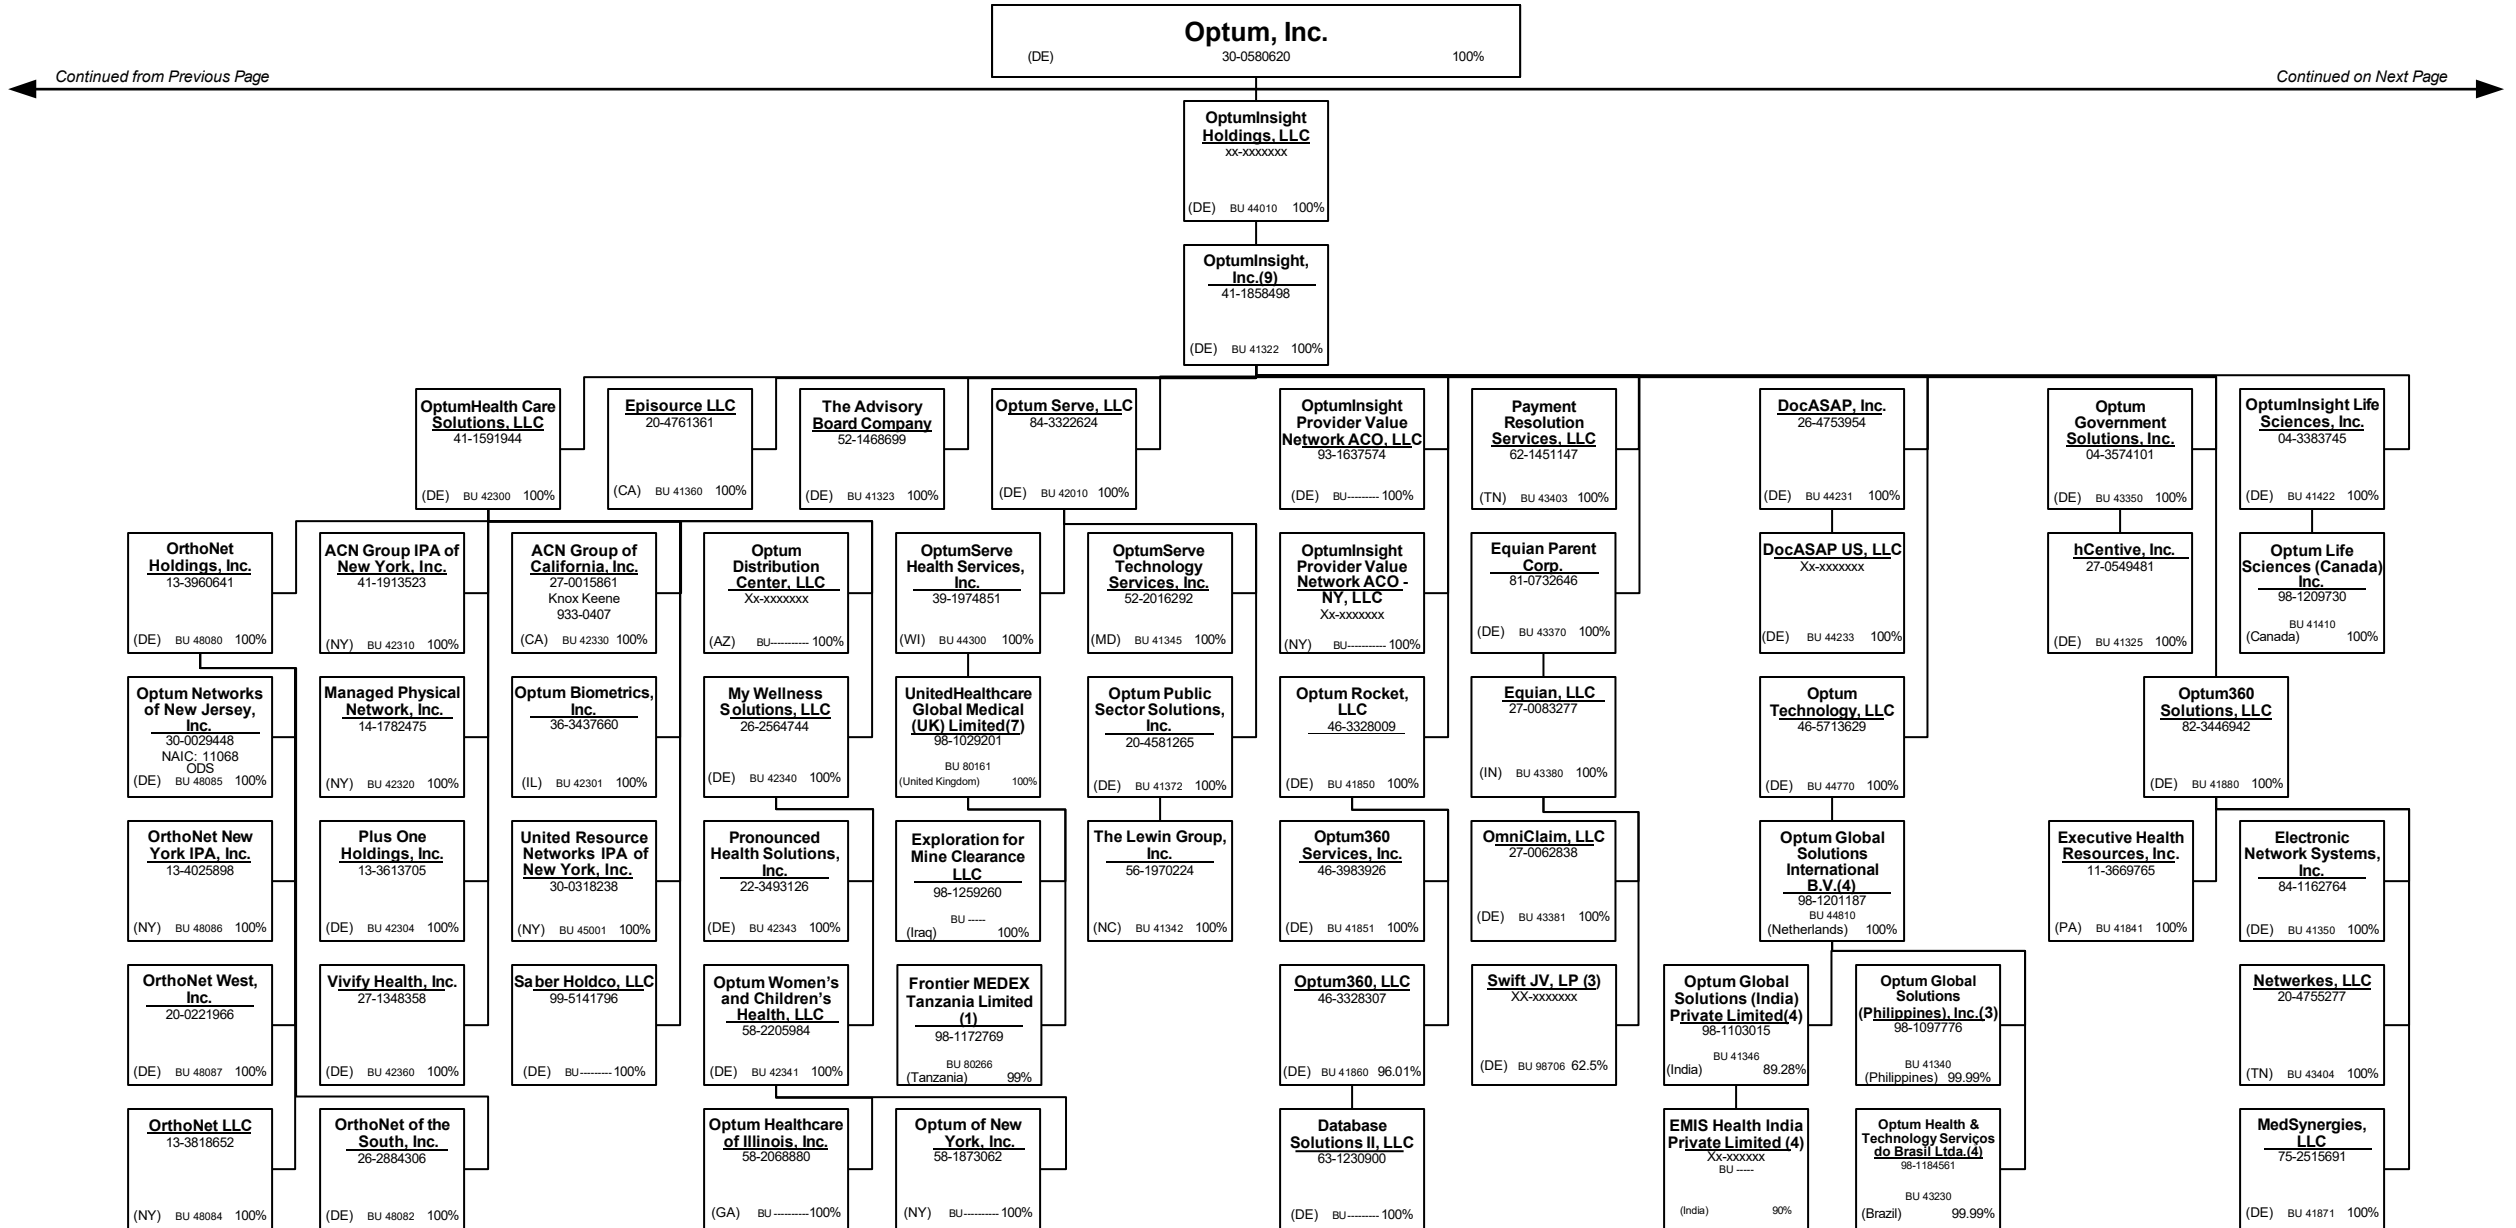 Optum, Inc.
(DE) 30-0580620 100%
Continued from Previous Page
Continued on Next Page
OptumInsight
Holdings, LLC
xx-xxxxxxx
(DE) BU 44010 100%
OptumInsight,
Inc.(9)
41-1858498
(DE) BU 41322 100%
OptumHealth Care
Solutions, LLC
41-1591944
(DE) BU 42300 100%
Episource LLC
20-4761361
(CA) BU 41360 100%
The Advisory
Board Company
52-1468699
(DE) BU 41323 100%
Optum Serve, LLC
84-3322624
(DE) BU 42010 100%
OptumInsight
Provider Value
Network ACO, LLC
93-1637574
(DE) BU--------- 100%
Payment
Resolution
Services, LLC
62-1451147
(TN) BU 43403 100%
DocASAP, Inc.
26-4753954
(DE) BU 44231 100%
Optum
Government
Solutions, Inc.
04-3574101
(DE) BU 43350 100%
OptumInsight Life
Sciences, Inc.
04-3383745
(DE) BU 41422 100%
OrthoNet
Holdings, Inc.
13-3960641
(DE) BU 48080 100%
ACN Group IPA of
New York, Inc.
41-1913523
(NY) BU 42310 100%
ACN Group of
California, Inc.
27-0015861
Knox Keene
933-0407
(CA) BU 42330 100%
Optum
Distribution
Center, LLC
Xx-xxxxxxx
(AZ) BU----------- 100%
OptumServe
Health Services,
Inc.
39-1974851
(WI) BU 44300 100%
OptumServe
Technology
Services, Inc.
52-2016292
(MD) BU 41345 100%
OptumInsight
Provider Value
Network ACO -
NY, LLC
Xx-xxxxxxx
(NY) BU----------- 100%
Equian Parent
Corp.
81-0732646
(DE) BU 43370 100%
DocASAP US, LLC
Xx-xxxxxxx
(DE) BU 44233 100%
hCentive, Inc.
27-0549481
(DE) BU 41325 100%
Optum Life
Sciences (Canada)
Inc.
98-1209730
BU 41410
(Canada) 100%
Optum Networks
of New Jersey,
Inc.
30-0029448
NAIC: 11068
ODS
(DE) BU 48085 100%
Managed Physical
Network, Inc.
14-1782475
(NY) BU 42320 100%
Optum Biometrics,
Inc.
36-3437660
(IL) BU 42301 100%
My Wellness
Solutions, LLC
26-2564744
(DE) BU 42340 100%
UnitedHealthcare
Global Medical
(UK) Limited(7)
98-1029201
BU 80161
(United Kingdom) 100%
Optum Public
Sector Solutions,
Inc.
20-4581265
(DE) BU 41372 100%
Optum Rocket,
LLC
46-3328009
(DE) BU 41850 100%
Equian, LLC
27-0083277
(IN) BU 43380 100%
Optum
Technology, LLC
46-5713629
(DE) BU 44770 100%
Optum360
Solutions, LLC
82-3446942
(DE) BU 41880 100%
OrthoNet New
York IPA, Inc.
13-4025898
(NY) BU 48086 100%
Plus One
Holdings, Inc.
13-3613705
(DE) BU 42304 100%
United Resource
Networks IPA of
New York, Inc.
30-0318238
(NY) BU 45001 100%
Pronounced
Health Solutions,
Inc.
22-3493126
(DE) BU 42343 100%
Exploration for
Mine Clearance
LLC
98-1259260
BU -----
(Iraq) 100%
The Lewin Group,
Inc.
56-1970224
(NC) BU 41342 100%
Optum360
Services, Inc.
46-3983926
(DE) BU 41851 100%
OmniClaim, LLC
27-0062838
(DE) BU 43381 100%
Optum Global
Solutions
International
B.V.(4)
98-1201187
BU 44810
(Netherlands) 100%
Executive Health
Resources, Inc.
11-3669765
(PA) BU 41841 100%
Electronic
Network Systems,
Inc.
84-1162764
(DE) BU 41350 100%
OrthoNet West,
Inc.
20-0221966
(DE) BU 48087 100%
Vivify Health, Inc.
27-1348358
(DE) BU 42360 100%
Saber Holdco, LLC
99-5141796
(DE) BU--------- 100%
Optum Women's
and Children's
Health, LLC
58-2205984
(DE) BU 42341 100%
Frontier MEDEX
Tanzania Limited
(1)
98-1172769
BU 80266
(Tanzania) 99%
Optum360, LLC
46-3328307
(DE) BU 41860 96.01%
Swift JV, LP (3)
XX-xxxxxxx
(DE) BU 98706 62.5%
Optum Global
Solutions (India)
Private Limited(4)
98-1103015
BU 41346
(India) 89.28%
Optum Global
Solutions
(Philippines), Inc.(3)
98-1097776
BU 41340
(Philippines) 99.99%
Netwerkes, LLC
20-4755277
(TN) BU 43404 100%
OrthoNet LLC
13-3818652
(NY) BU 48084 100%
OrthoNet of the
South, Inc.
26-2884306
(DE) BU 48082 100%
Optum Healthcare
of Illinois, Inc.
58-2068880
(GA) BU ----------100%
Optum of New
York, Inc.
58-1873062
(NY) BU---------- 100%
Database
Solutions II, LLC
63-1230900
(DE) BU--------- 100%
EMIS Health India
Private Limited (4)
Xx-xxxxxx
BU -----
(India) 90%
Optum Health &
Technology Serviços
do Brasil Ltda.(4)
98-1184561
BU 43230
(Brazil) 99.99%
MedSynergies,
LLC
75-2515691
(DE) BU 41871 100%